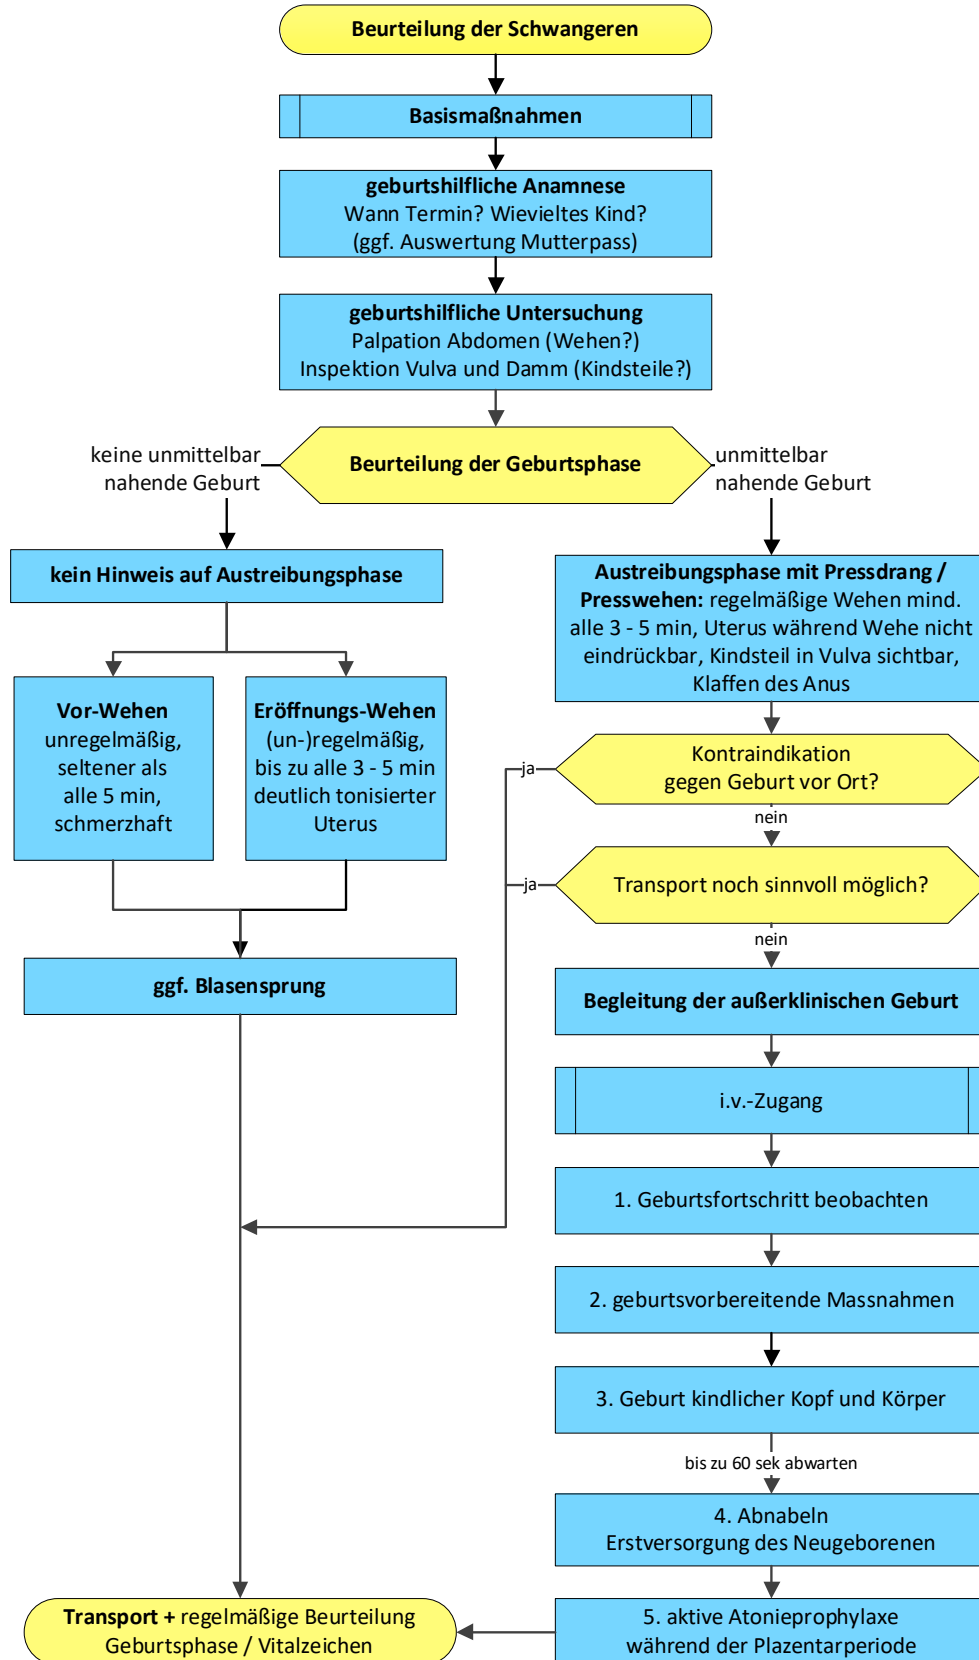 Beurteilung der Schwangeren
Basismaßnahmen
geburtshilfliche Anamnese
Wann Termin? Wievieltes Kind?
(ggf. Auswertung Mutterpass)
geburtshilfliche Untersuchung
Palpation Abdomen (Wehen?)
Inspektion Vulva und Damm (Kindsteile?)
Beurteilung der Geburtsphase
keine unmittelbar
nahende Geburt
unmittelbar
nahende Geburt
kein Hinweis auf Austreibungsphase
Vor-Wehen
unregelmäßig,
seltener als
alle 5 min,
schmerzhaft
Eröffnungs-Wehen
(un-)regelmäßig,
bis zu alle 3 - 5 min
deutlich tonisierter
Uterus
ggf. Blasensprung
Austreibungsphase mit Pressdrang /
Presswehen: regelmäßige Wehen mind.
alle 3 - 5 min, Uterus während Wehe nicht
eindrückbar, Kindsteil in Vulva sichtbar,
Klaffen des Anus
Kontraindikation
gegen Geburt vor Ort?
ja
nein
Transport noch sinnvoll möglich?
ja
nein
Begleitung der außerklinischen Geburt
i.v.-Zugang
1. Geburtsfortschritt beobachten
2. geburtsvorbereitende Massnahmen
3. Geburt kindlicher Kopf und Körper
bis zu 60 sek abwarten
4. Abnabeln
Erstversorgung des Neugeborenen
5. aktive Atonieprophylaxe
während der Plazentarperiode
Transport + regelmäßige Beurteilung
Geburtsphase / Vitalzeichen